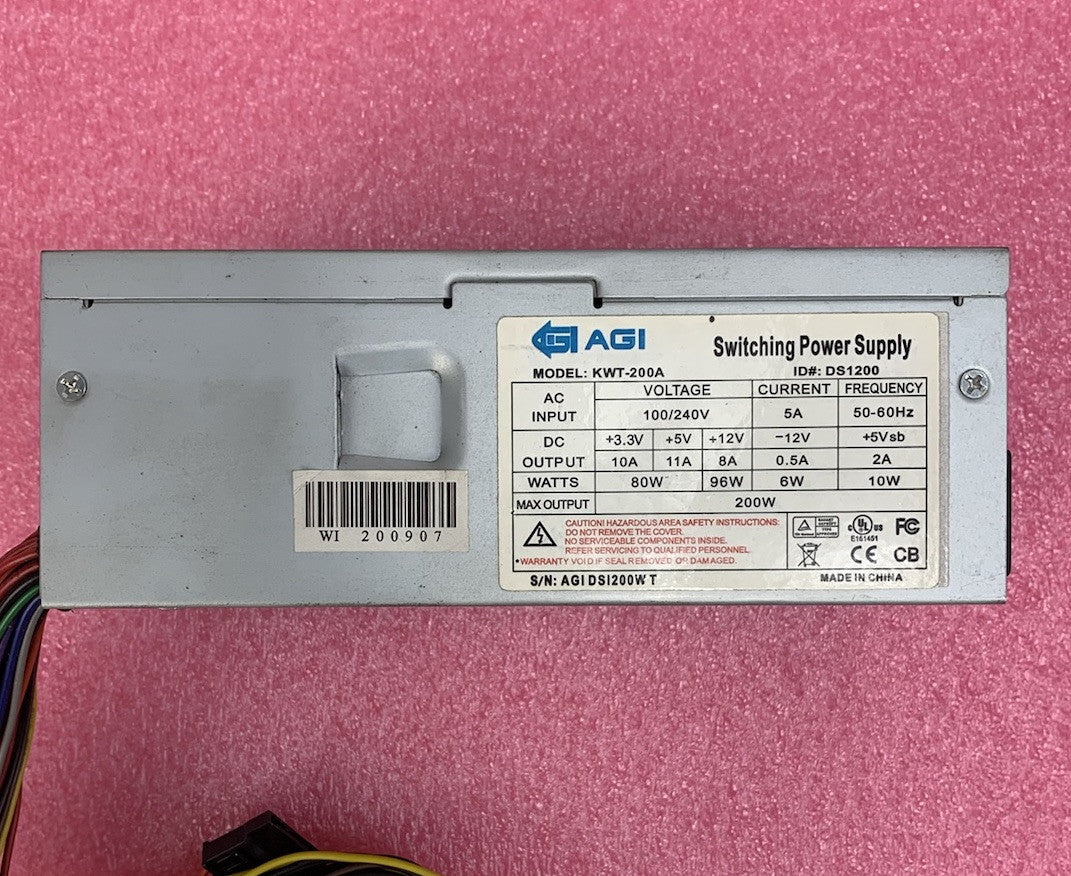 AGI
Switching Power Supply
MODEL: KWT-200A
ID#: DS1200
AC INPUT
VOLTAGE CURRENT FREQUENCY
100/240V 5A 50-60Hz
DC OUTPUT
+3.3V +5V +12V −12V +5Vsb
10A 11A 8A 0.5A 2A
WATTS 80W 96W 6W 10W
MAX OUTPUT 200W
CAUTION! HAZARDOUS AREA SAFETY INSTRUCTIONS:
DO NOT REMOVE THE COVER.
NO SERVICEABLE COMPONENTS INSIDE.
REFER SERVICING TO QUALIFIED PERSONNEL.
*WARRANTY VOID IF SEAL REMOVED OR DAMAGED.
c UL US FC
E161451
CE CB
S/N: AGI DSI200W T
MADE IN CHINA
WI 200907